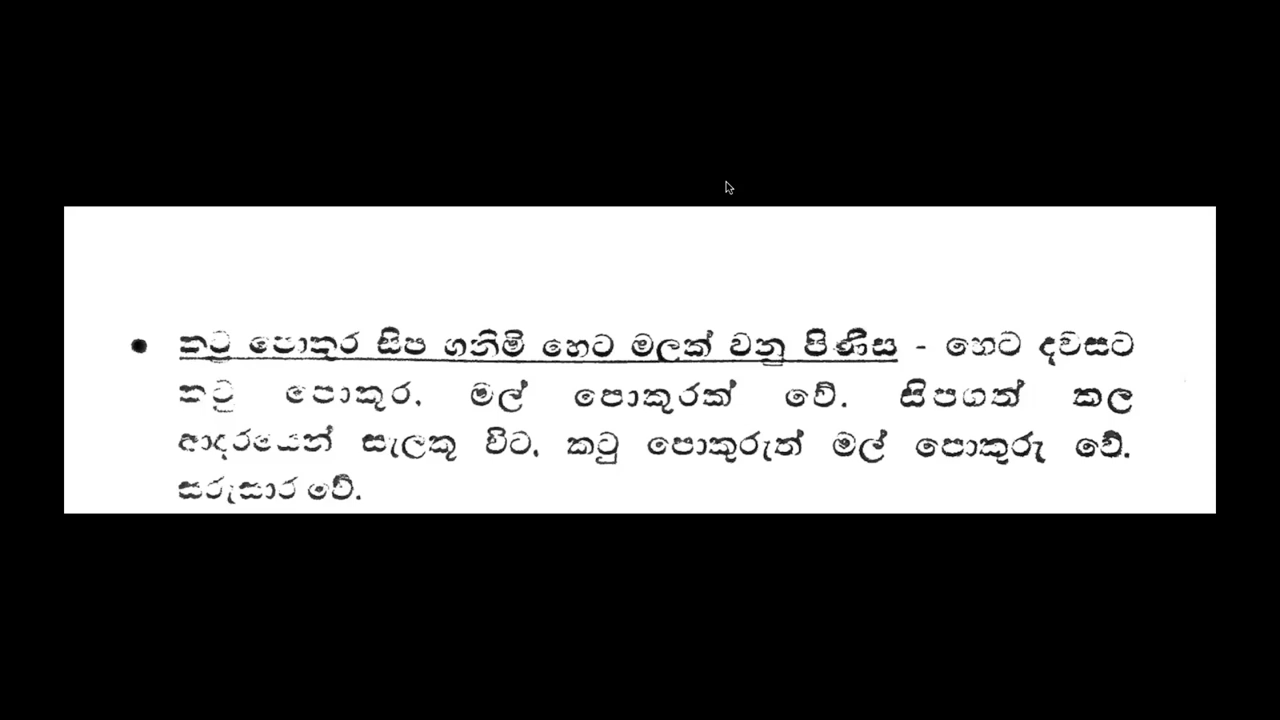 ● කටු පොකුර සිප ගනිමි හෙට මලක් වනු පිණිස - හෙට දවසට
කටු පොකුර, මල් පොකුරක් වේ. සිපගත් කල
ආදරයෙන් සැලකූ විට, කටු පොකුරුත් මල් පොකුරු වේ.
සරුසාර වේ.